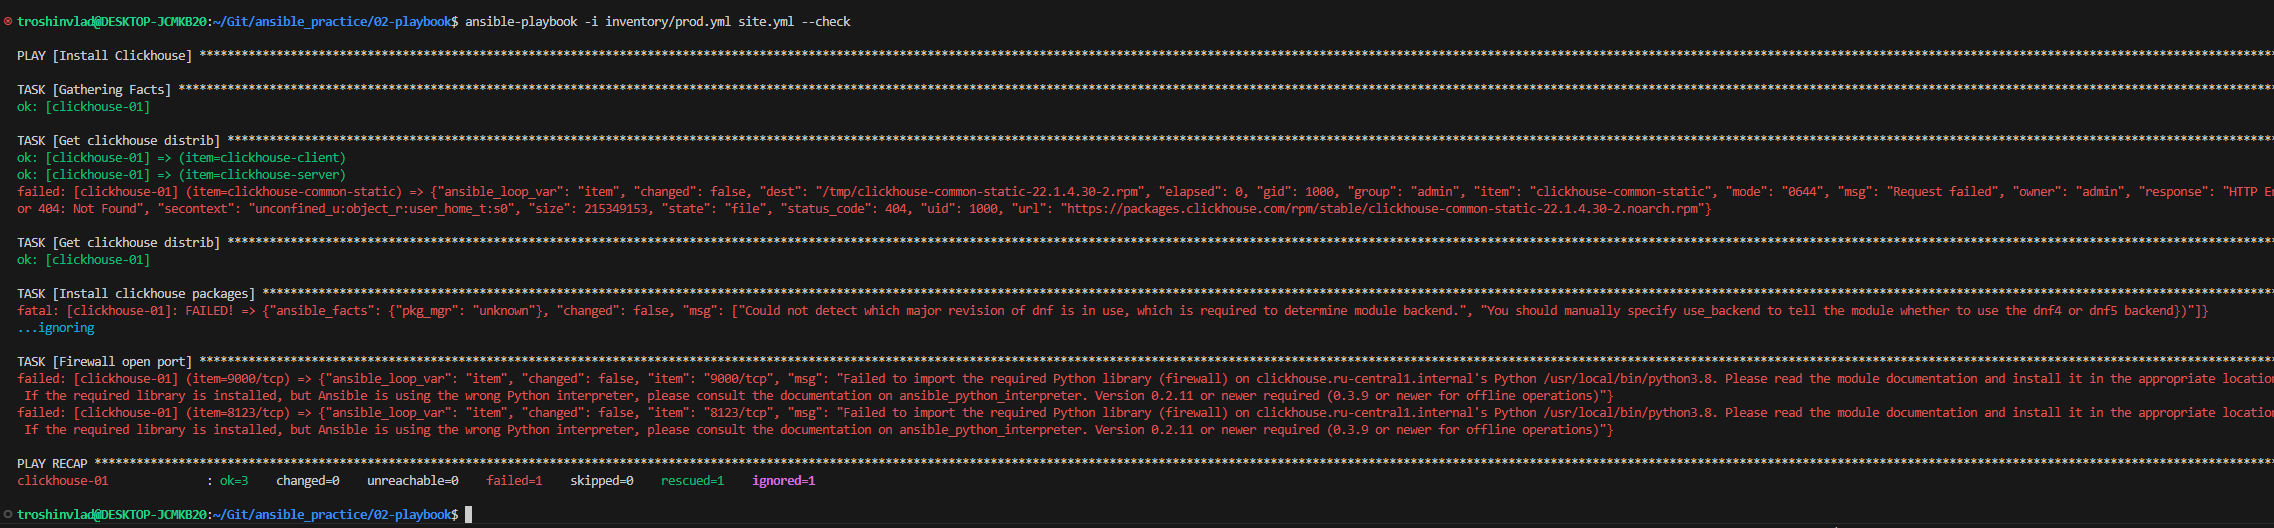 troshinvlad@DESKTOP-JCMKB20:~/Git/ansible_practice/02-playbook$ ansible-playbook -i inventory/prod.yml site.yml --check
PLAY [Install Clickhouse] ****************************************************************
TASK [Gathering Facts] ****************************************************************
ok: [clickhouse-01]
TASK [Get clickhouse distrib] ****************************************************************
ok: [clickhouse-01] => (item=clickhouse-client)
ok: [clickhouse-01] => (item=clickhouse-server)
failed: [clickhouse-01] (item=clickhouse-common-static) => {"ansible_loop_var": "item", "changed": false, "dest": "/tmp/clickhouse-common-static-22.1.4.30-2.rpm", "elapsed": 0, "gid": 1000, "group": "admin", "item": "clickhouse-common-static", "mode": "0644", "msg": "Request failed", "owner": "admin", "response": "HTTP Er
or 404: Not Found", "secontext": "unconfined_u:object_r:user_home_t:s0", "size": 215349153, "state": "file", "status_code": 404, "uid": 1000, "url": "https://packages.clickhouse.com/rpm/stable/clickhouse-common-static-22.1.4.30-2.noarch.rpm"}
TASK [Get clickhouse distrib] ****************************************************************
ok: [clickhouse-01]
TASK [Install clickhouse packages] ****************************************************************
fatal: [clickhouse-01]: FAILED! => {"ansible_facts": {"pkg_mgr": "unknown"}, "changed": false, "msg": ["Could not detect which major revision of dnf is in use, which is required to determine module backend.", "You should manually specify use_backend to tell the module whether to use the dnf4 or dnf5 backend})"]}
...ignoring
TASK [Firewall open port] ****************************************************************
failed: [clickhouse-01] (item=9000/tcp) => {"ansible_loop_var": "item", "changed": false, "item": "9000/tcp", "msg": "Failed to import the required Python library (firewall) on clickhouse.ru-central1.internal's Python /usr/local/bin/python3.8. Please read the module documentation and install it in the appropriate locatio
If the required library is installed, but Ansible is using the wrong Python interpreter, please consult the documentation on ansible_python_interpreter. Version 0.2.11 or newer required (0.3.9 or newer for offline operations)"}
failed: [clickhouse-01] (item=8123/tcp) => {"ansible_loop_var": "item", "changed": false, "item": "8123/tcp", "msg": "Failed to import the required Python library (firewall) on clickhouse.ru-central1.internal's Python /usr/local/bin/python3.8. Please read the module documentation and install it in the appropriate locatio
If the required library is installed, but Ansible is using the wrong Python interpreter, please consult the documentation on ansible_python_interpreter. Version 0.2.11 or newer required (0.3.9 or newer for offline operations)"}
PLAY RECAP ****************************************************************
clickhouse-01 : ok=3 changed=0 unreachable=0 failed=1 skipped=0 rescued=1 ignored=1
troshinvlad@DESKTOP-JCMKB20:~/Git/ansible_practice/02-playbook$